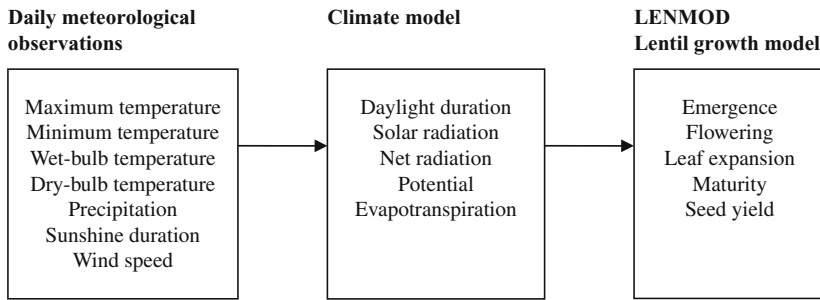 Daily meteorological
observations
Maximum temperature
Minimum temperature
Wet-bulb temperature
Dry-bulb temperature
Precipitation
Sunshine duration
Wind speed
Climate model
Daylight duration
Solar radiation
Net radiation
Potential
Evapotranspiration
LENMOD
Lentil growth model
Emergence
Flowering
Leaf expansion
Maturity
Seed yield